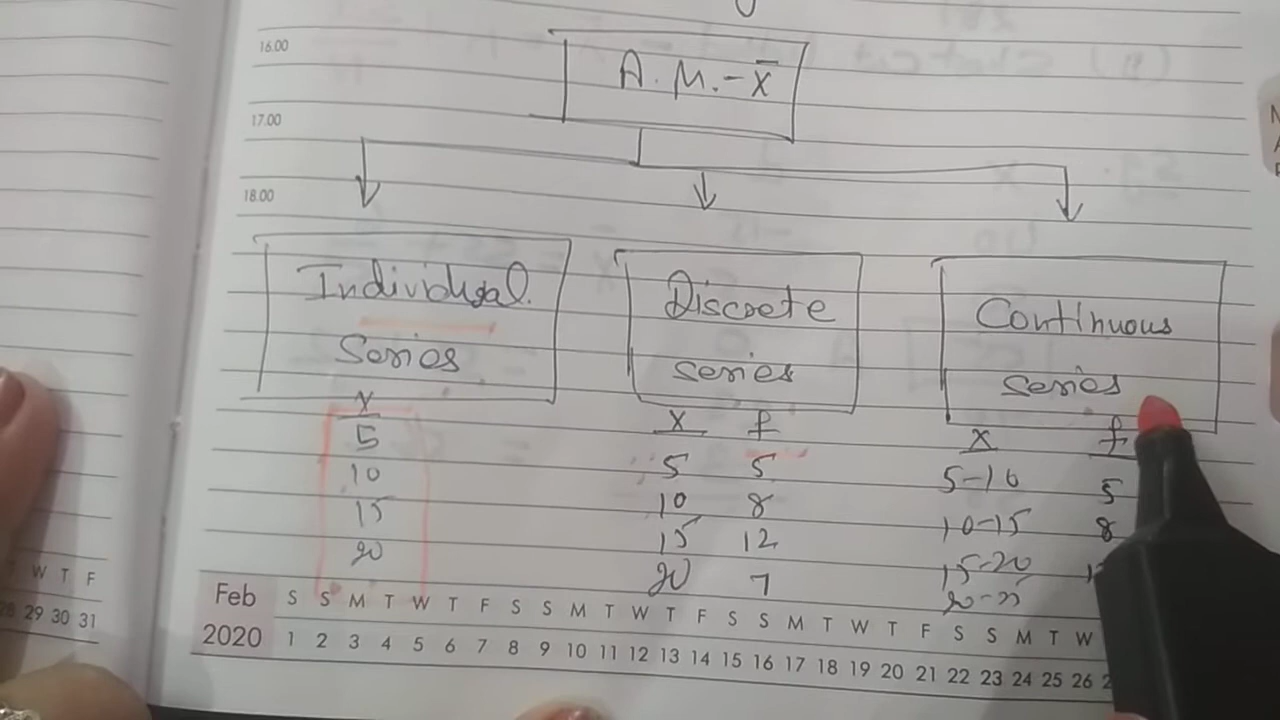 16.00
A.M. - x̄
17.00
18.00
Individual Series
Discrete series
Continuous series
X
5
10
15
20
X f
5 5
10 8
15 12
20 7
X f
5-10 5
10-15 8
15-20
20-25
W T F
29 30 31
Feb 2020
S S M T W T F S S M T W T F S S M T W T F S S M T W
1 2 3 4 5 6 7 8 9 10 11 12 13 14 15 16 17 18 19 20 21 22 23 24 25 26